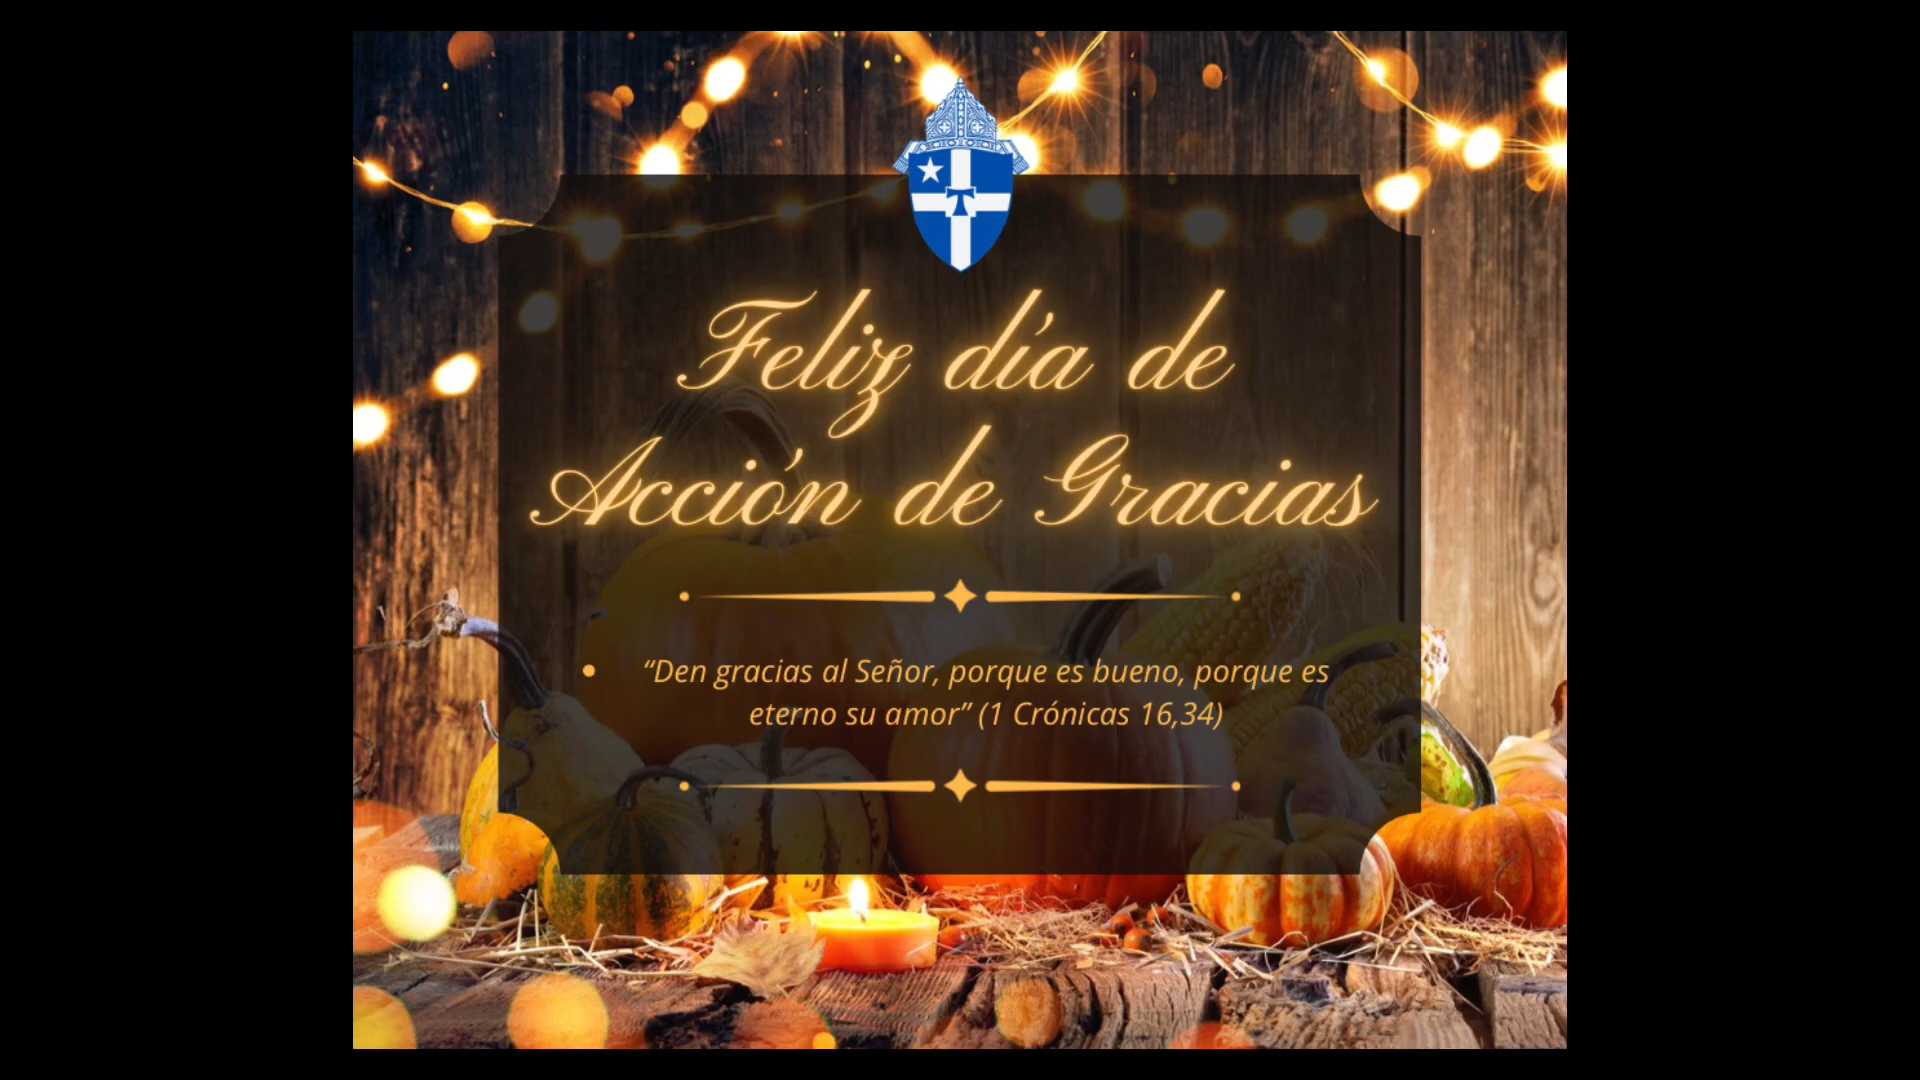 Feliz día de
Acción de Gracias
• “Den gracias al Señor, porque es bueno, porque es
eterno su amor” (1 Crónicas 16,34)